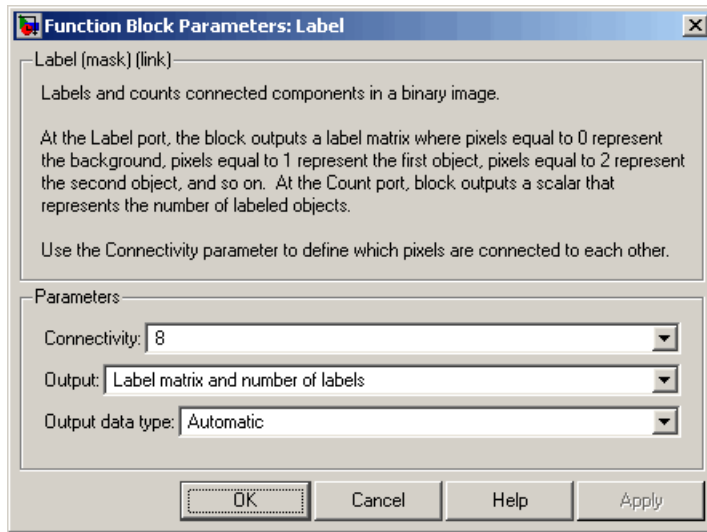 Function Block Parameters: Label
Label (mask) (link)
Labels and counts connected components in a binary image.
At the Label port, the block outputs a label matrix where pixels equal to 0 represent
the background, pixels equal to 1 represent the first object, pixels equal to 2 represent
the second object, and so on.  At the Count port, block outputs a scalar that
represents the number of labeled objects.
Use the Connectivity parameter to define which pixels are connected to each other.
Parameters
Connectivity: 8
Output: Label matrix and number of labels
Output data type: Automatic
OK Cancel Help Apply